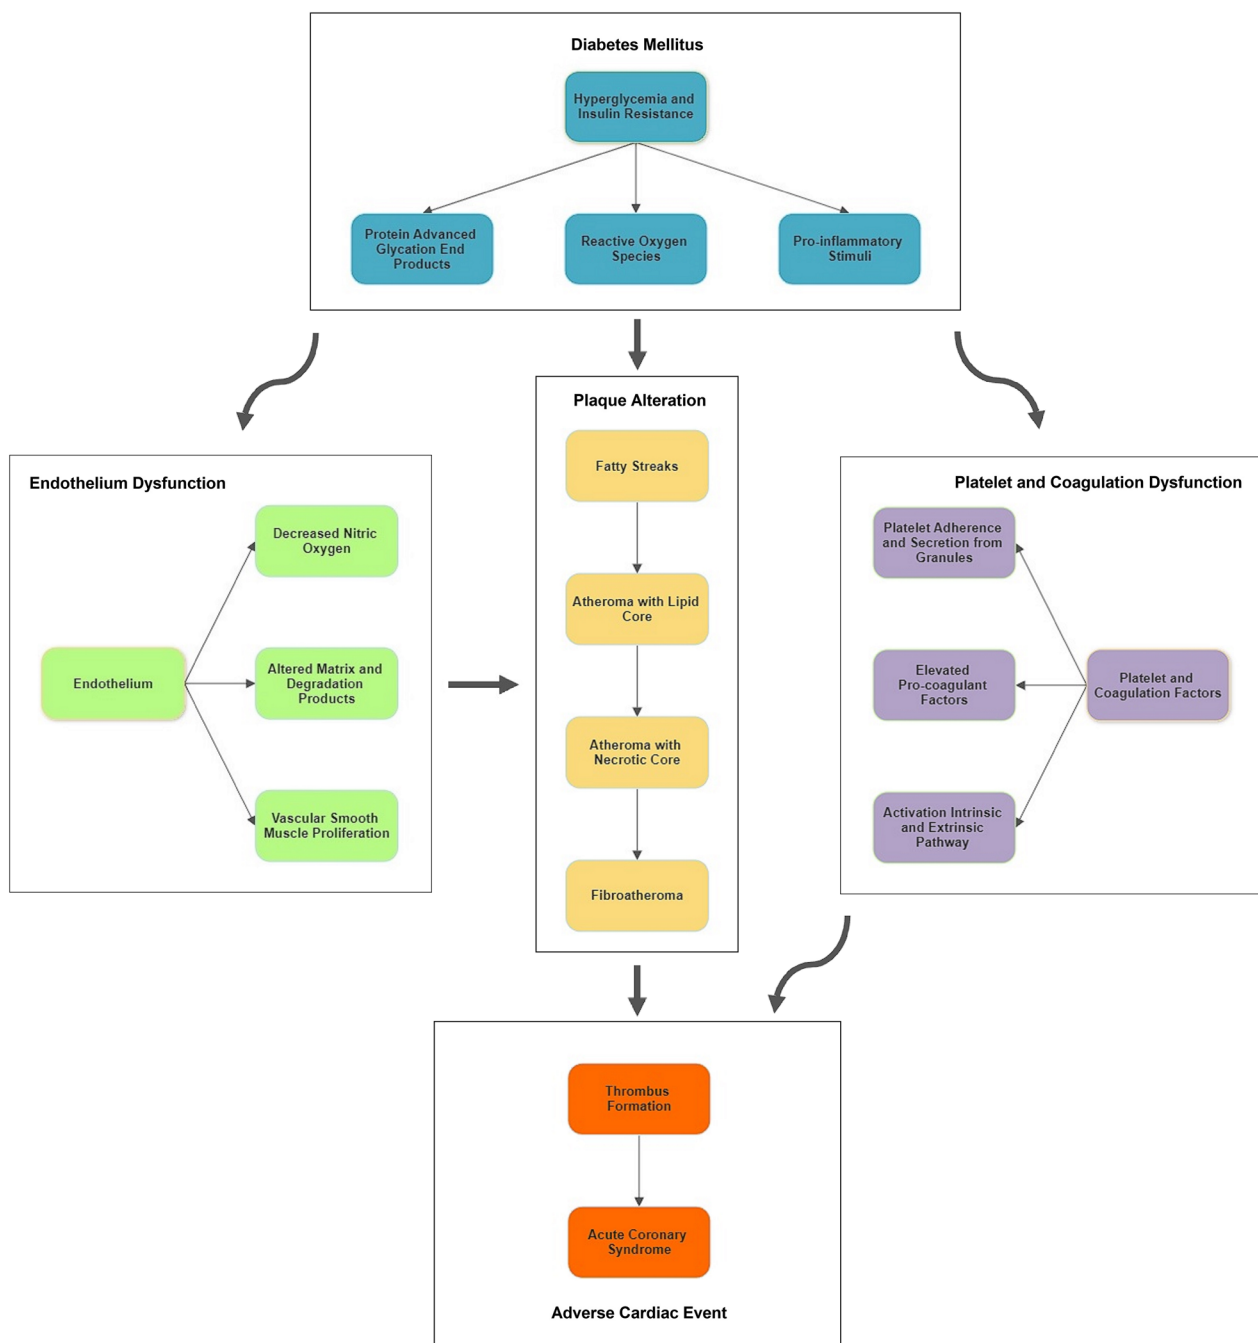 Diabetes Mellitus
Hyperglycemia and
Insulin Resistance
Protein Advanced
Glycation End
Products
Reactive Oxygen
Species
Pro-inflammatory
Stimuli
Endothelium Dysfunction
Endothelium
Decreased Nitric
Oxygen
Altered Matrix and
Degradation
Products
Vascular Smooth
Muscle Proliferation
Plaque Alteration
Fatty Streaks
Atheroma with Lipid
Core
Atheroma with
Necrotic Core
Fibroatheroma
Platelet and Coagulation Dysfunction
Platelet Adherence
and Secretion from
Granules
Elevated
Pro-coagulant
Factors
Activation Intrinsic
and Extrinsic
Pathway
Platelet and
Coagulation Factors
Thrombus
Formation
Acute Coronary
Syndrome
Adverse Cardiac Event